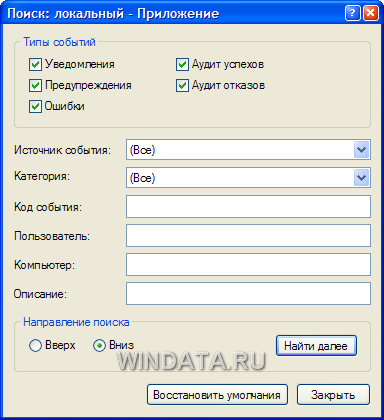 Поиск: локальный - Приложение
Типы событий
Уведомления Аудит успехов
Предупреждения Аудит отказов
Ошибки
Источник события: (Все)
Категория: (Все)
Код события:
Пользователь:
Компьютер:
Описание:
Направление поиска
Вверх Вниз Найти далее
WINDATA.RU
Восстановить умолчания Закрыть